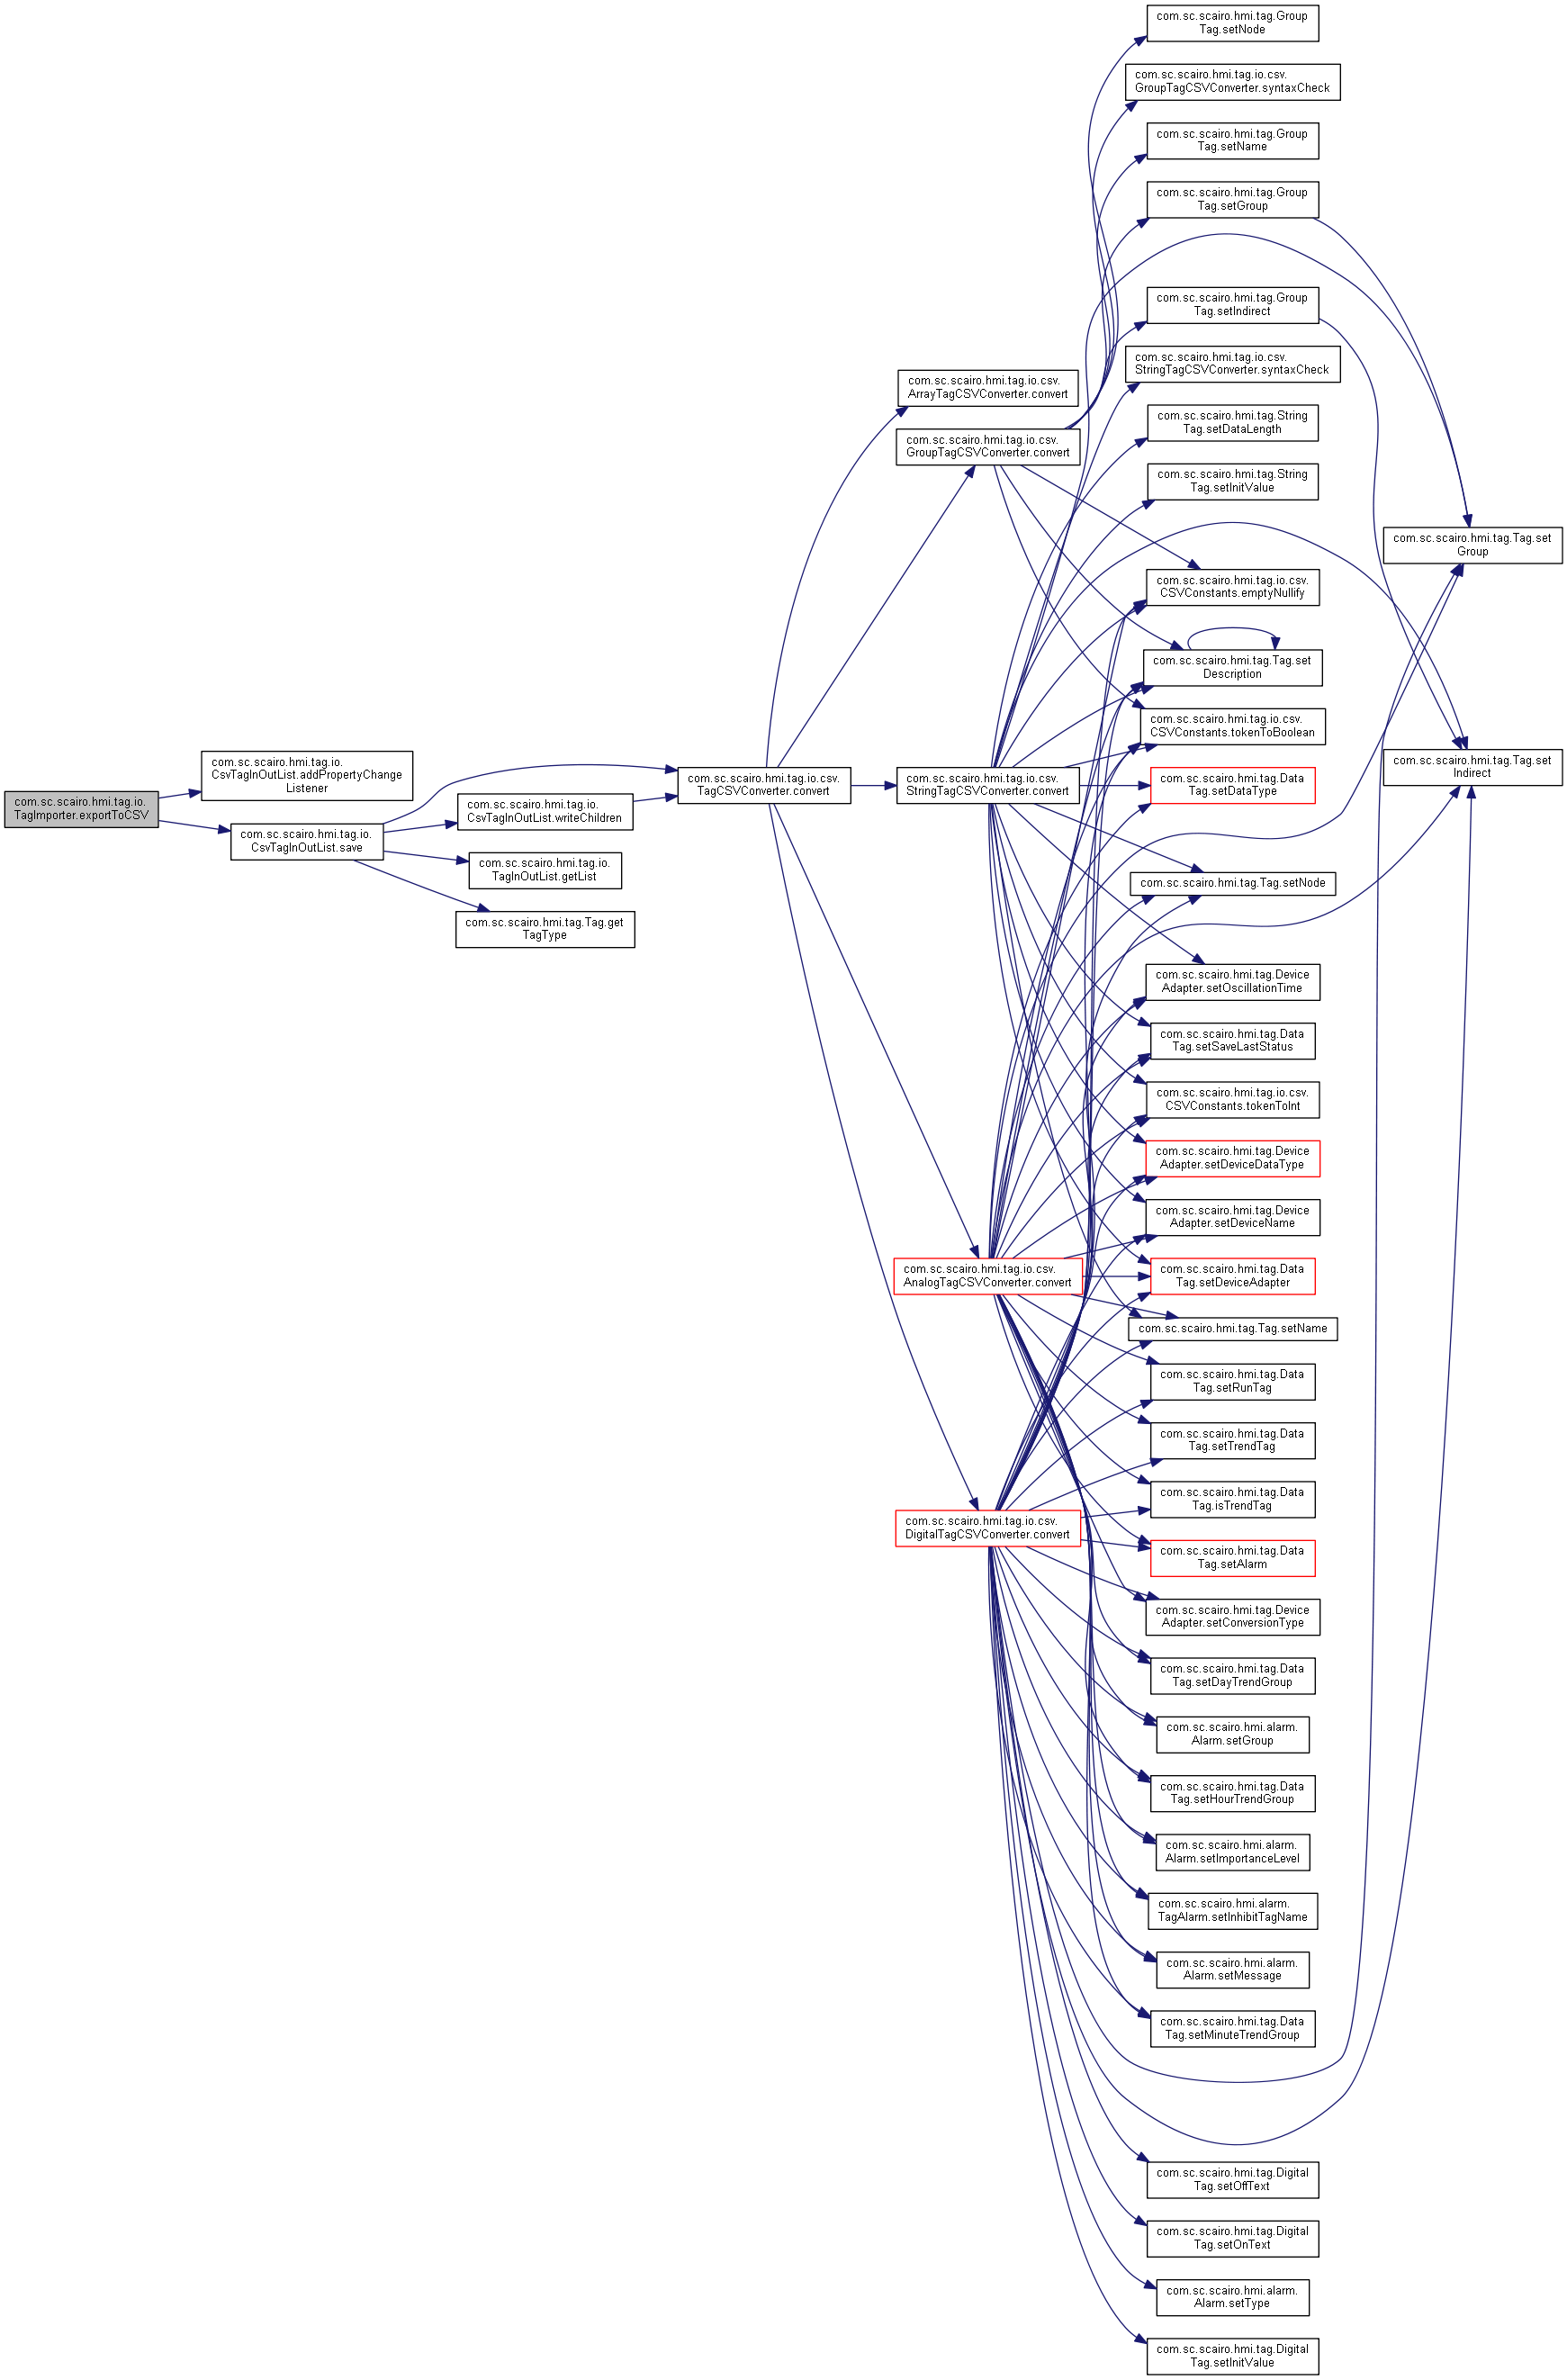 com.sc.scairo.hmi.tag.io.
TagImporter.exportToCSV
com.sc.scairo.hmi.tag.io.
CsvTagInOutList.addPropertyChange
Listener
com.sc.scairo.hmi.tag.io.
CsvTagInOutList.save
com.sc.scairo.hmi.tag.io.
CsvTagInOutList.writeChildren
com.sc.scairo.hmi.tag.io.
TagInOutList.getList
com.sc.scairo.hmi.tag.Tag.get
TagType
com.sc.scairo.hmi.tag.io.csv.
TagCSVConverter.convert
com.sc.scairo.hmi.tag.io.csv.
ArrayTagCSVConverter.convert
com.sc.scairo.hmi.tag.io.csv.
GroupTagCSVConverter.convert
com.sc.scairo.hmi.tag.io.csv.
StringTagCSVConverter.convert
com.sc.scairo.hmi.tag.io.csv.
AnalogTagCSVConverter.convert
com.sc.scairo.hmi.tag.io.csv.
DigitalTagCSVConverter.convert
com.sc.scairo.hmi.tag.Group
Tag.setNode
com.sc.scairo.hmi.tag.io.csv.
GroupTagCSVConverter.syntaxCheck
com.sc.scairo.hmi.tag.Group
Tag.setName
com.sc.scairo.hmi.tag.Group
Tag.setGroup
com.sc.scairo.hmi.tag.Group
Tag.setIndirect
com.sc.scairo.hmi.tag.io.csv.
StringTagCSVConverter.syntaxCheck
com.sc.scairo.hmi.tag.String
Tag.setDataLength
com.sc.scairo.hmi.tag.String
Tag.setInitValue
com.sc.scairo.hmi.tag.io.csv.
CSVConstants.emptyNullify
com.sc.scairo.hmi.tag.Tag.set
Description
com.sc.scairo.hmi.tag.io.csv.
CSVConstants.tokenToBoolean
com.sc.scairo.hmi.tag.Data
Tag.setDataType
com.sc.scairo.hmi.tag.Tag.setNode
com.sc.scairo.hmi.tag.Device
Adapter.setOscillationTime
com.sc.scairo.hmi.tag.Data
Tag.setSaveLastStatus
com.sc.scairo.hmi.tag.io.csv.
CSVConstants.tokenToInt
com.sc.scairo.hmi.tag.Device
Adapter.setDeviceDataType
com.sc.scairo.hmi.tag.Device
Adapter.setDeviceName
com.sc.scairo.hmi.tag.Data
Tag.setDeviceAdapter
com.sc.scairo.hmi.tag.Tag.setName
com.sc.scairo.hmi.tag.Data
Tag.setRunTag
com.sc.scairo.hmi.tag.Data
Tag.setTrendTag
com.sc.scairo.hmi.tag.Data
Tag.isTrendTag
com.sc.scairo.hmi.tag.Data
Tag.setAlarm
com.sc.scairo.hmi.tag.Device
Adapter.setConversionType
com.sc.scairo.hmi.tag.Data
Tag.setDayTrendGroup
com.sc.scairo.hmi.alarm.
Alarm.setGroup
com.sc.scairo.hmi.tag.Data
Tag.setHourTrendGroup
com.sc.scairo.hmi.alarm.
Alarm.setImportanceLevel
com.sc.scairo.hmi.alarm.
TagAlarm.setInhibitTagName
com.sc.scairo.hmi.alarm.
Alarm.setMessage
com.sc.scairo.hmi.tag.Data
Tag.setMinuteTrendGroup
com.sc.scairo.hmi.tag.Digital
Tag.setOffText
com.sc.scairo.hmi.tag.Digital
Tag.setOnText
com.sc.scairo.hmi.alarm.
Alarm.setType
com.sc.scairo.hmi.tag.Digital
Tag.setInitValue
com.sc.scairo.hmi.tag.Tag.set
Group
com.sc.scairo.hmi.tag.Tag.set
Indirect